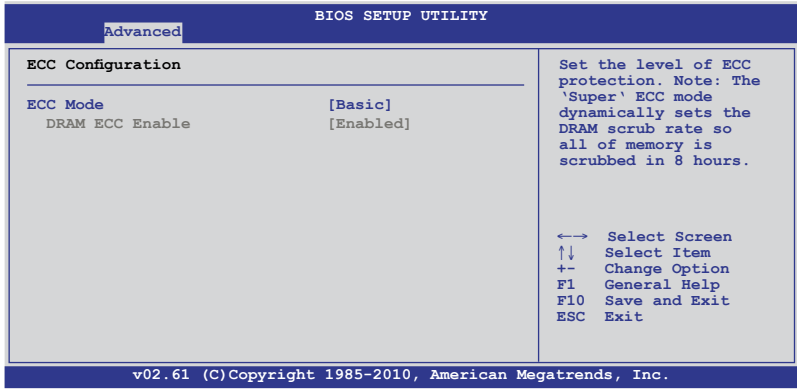 BIOS SETUP UTILITY
Advanced
ECC Configuration
ECC Mode [Basic]
DRAM ECC Enable [Enabled]
Set the level of ECC
protection. Note: The
‘Super‘ ECC mode
dynamically sets the
DRAM scrub rate so
all of memory is
scrubbed in 8 hours.
←→ Select Screen
↑↓ Select Item
+- Change Option
F1 General Help
F10 Save and Exit
ESC Exit
v02.61 (C)Copyright 1985-2010, American Megatrends, Inc.